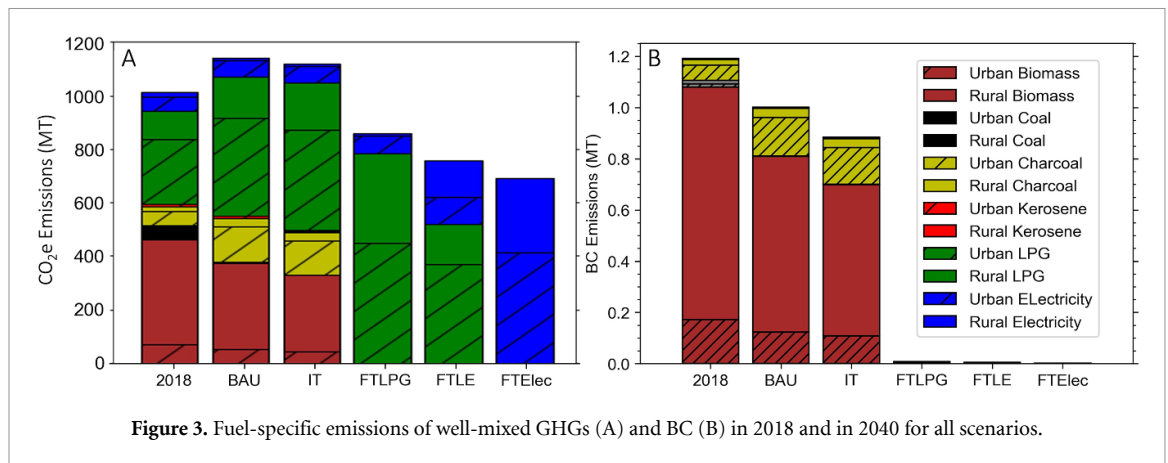 A
1200
1000
800
600
400
200
0
CO₂e Emissions (MT)
2018 BAU IT FTLPG FTLE FTElec
B
1.2
1.0
0.8
0.6
0.4
0.2
0.0
BC Emissions (MT)
2018 BAU IT FTLPG FTLE FTElec
Urban Biomass
Rural Biomass
Urban Coal
Rural Coal
Urban Charcoal
Rural Charcoal
Urban Kerosene
Rural Kerosene
Urban LPG
Rural LPG
Urban ELectricity
Rural Electricity
Figure 3. Fuel-specific emissions of well-mixed GHGs (A) and BC (B) in 2018 and in 2040 for all scenarios.